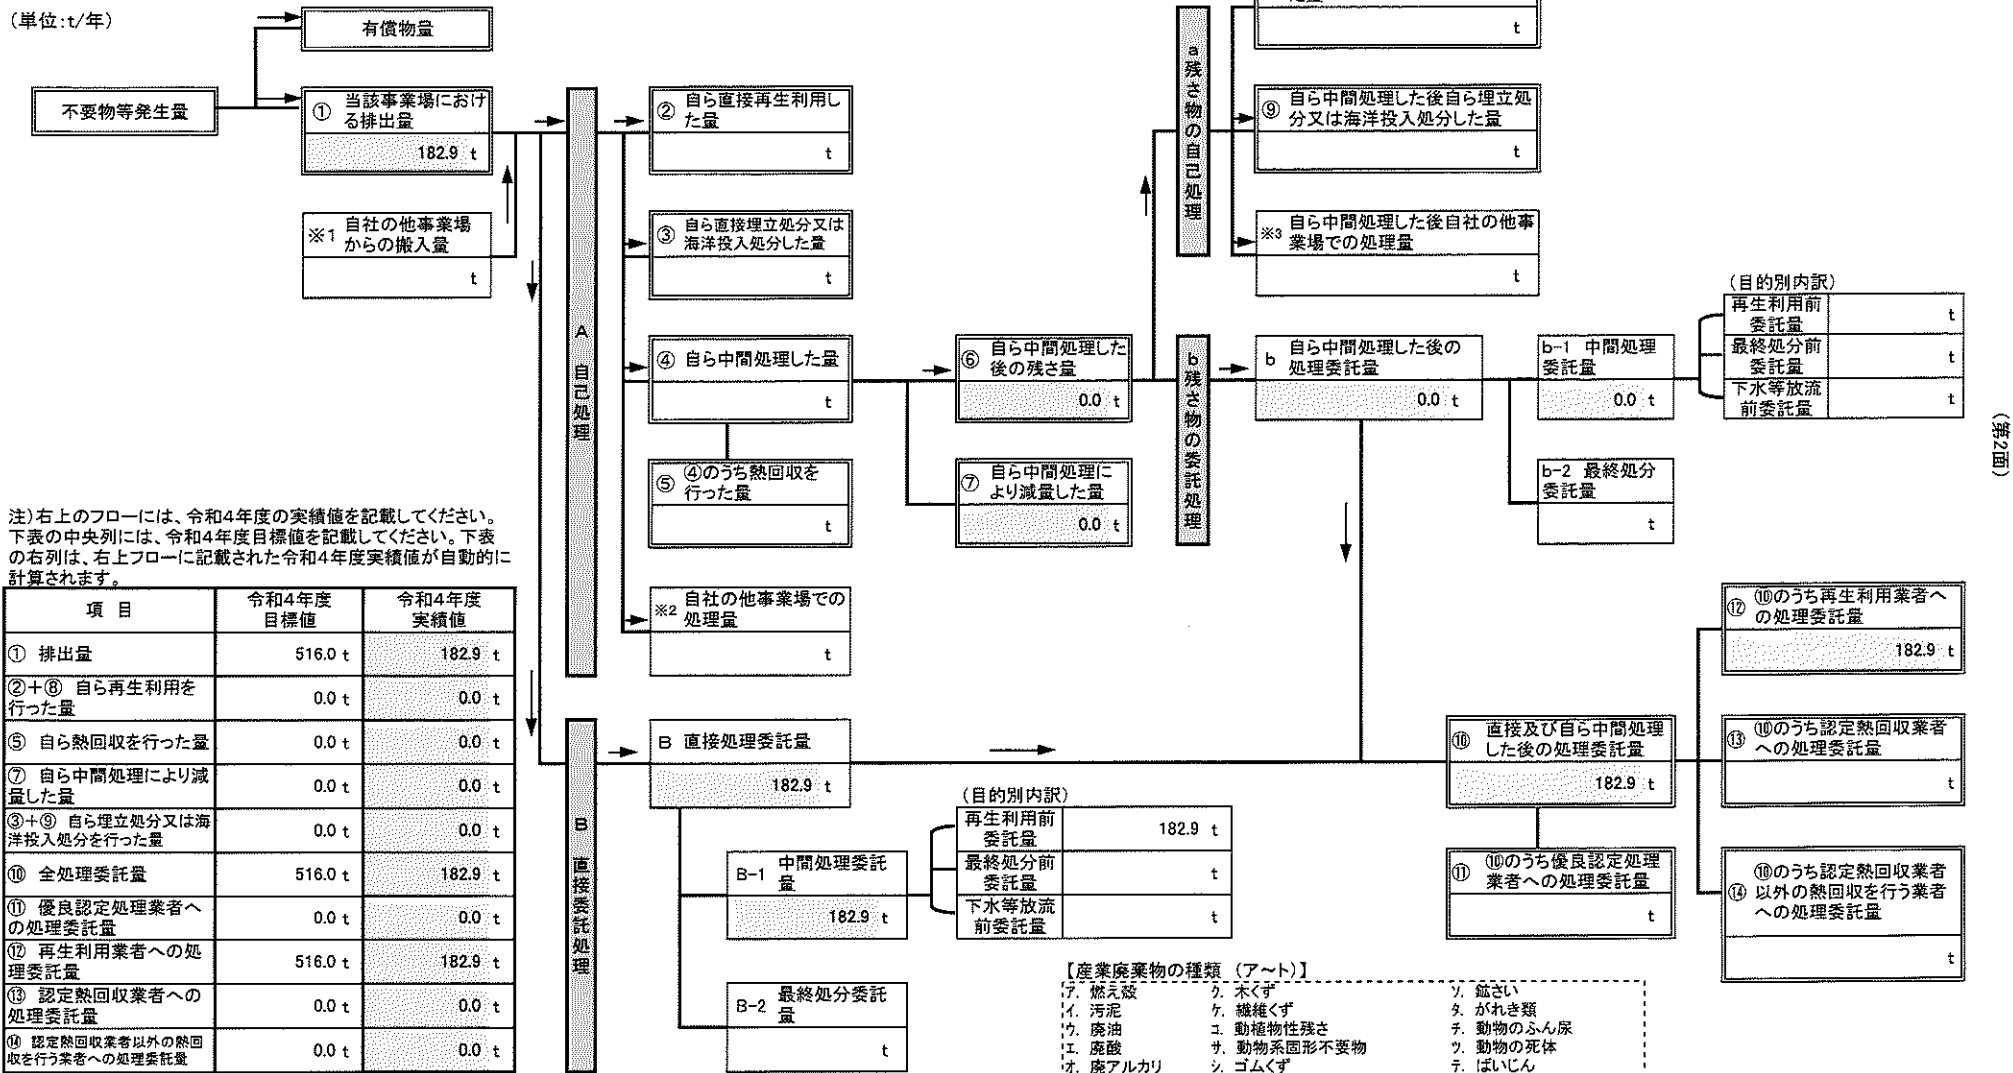 (単位:t/年)
有償物量
不要物等発生量
①
当該事業場におけ
る排出量
182.9 t
※1
自社の他事業場
からの搬入量
t
A 自己処理
②
自ら直接再生利用し
た量
t
③
自ら直接埋立処分又は
海洋投入処分した量
t
④ 自ら中間処理した量
t
⑤
④のうち熱回収を
行った量
t
※2
自社の他事業場での
処理量
t
⑥
自ら中間処理した
後の残さ量
0.0 t
⑦
自ら中間処理に
より減量した量
0.0 t
a 残さ物の自己処理
t
⑨
自ら中間処理した後自ら埋立処
分又は海洋投入処分した量
t
※3
自ら中間処理した後自社の他事
業場での処理量
t
b 残さ物の委託処理
b
自ら中間処理した後の
処理委託量
0.0 t
b-1 中間処理
委託量
0.0 t
b-2 最終処分
委託量
t
(目的別内訳)
再生利用前
委託量
t
最終処分前
委託量
t
下水等放流
前委託量
t
(第2面)
注)右上のフローには、令和4年度の実績値を記載してください。
下表の中央列には、令和4年度目標値を記載してください。下表
の右列は、右上フローに記載された令和4年度実績値が自動的に
計算されます。
項 目
令和4年度
目標値
令和4年度
実績値
① 排出量 516.0 t 182.9 t
②+⑧ 自ら再生利用を
行った量
0.0 t 0.0 t
⑤ 自ら熱回収を行った量 0.0 t 0.0 t
⑦ 自ら中間処理により減
量した量
0.0 t 0.0 t
③+⑨ 自ら埋立処分又は海
洋投入処分を行った量
0.0 t 0.0 t
⑩ 全処理委託量 516.0 t 182.9 t
⑪ 優良認定処理業者へ
の処理委託量
0.0 t 0.0 t
⑫ 再生利用業者への処
理委託量
516.0 t 182.9 t
⑬ 認定熱回収業者への
処理委託量
0.0 t 0.0 t
⑭ 認定熱回収業者以外の熱回
収を行う業者への処理委託量
0.0 t 0.0 t
B 直接委託処理
B 直接処理委託量
182.9 t
B-1
中間処理委託
量
182.9 t
B-2
最終処分委託
量
t
(目的別内訳)
再生利用前
委託量
182.9 t
最終処分前
委託量
t
下水等放流
前委託量
t
⑩
直接及び自ら中間処理
した後の処理委託量
182.9 t
⑪
⑩のうち優良認定処理
業者への処理委託量
t
⑫
⑩のうち再生利用業者へ
の処理委託量
182.9 t
⑬
⑩のうち認定熱回収業者
への処理委託量
t
⑭
⑩のうち認定熱回収業者
以外の熱回収を行う業者
への処理委託量
t
【産業廃棄物の種類 (ア~ト)】
ア. 燃え殻 ク. 木くず ソ. 鉱さい
イ. 汚泥 ケ. 繊維くず タ. がれき類
ウ. 廃油 コ. 動植物性残さ チ. 動物のふん尿
エ. 廃酸 サ. 動物系固形不要物 ツ. 動物の死体
オ. 廃アルカリ シ. ゴムくず テ. ばいじん